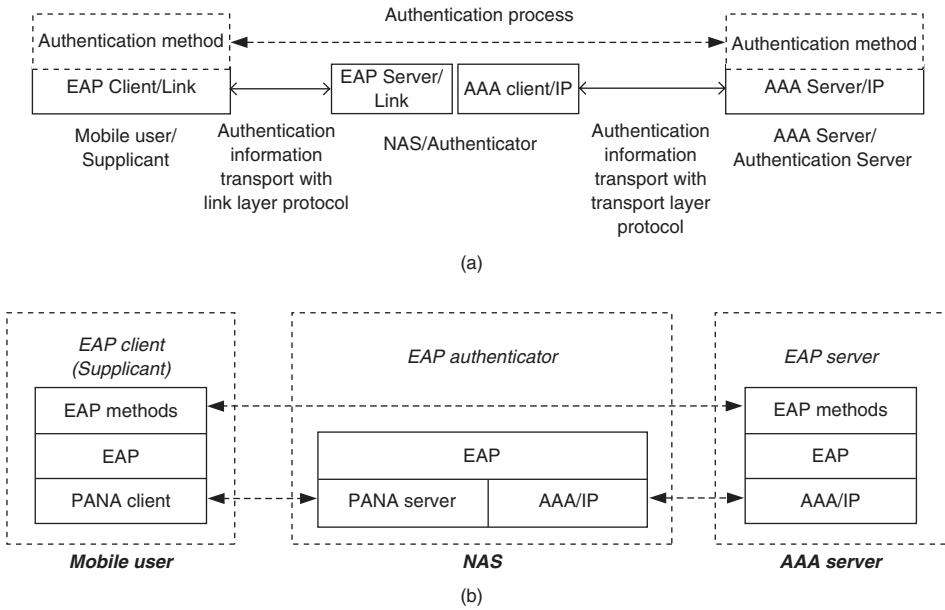 Authentication process
Authentication method
Authentication method
EAP Client/Link
EAP Server/
Link
AAA client/IP
AAA Server/IP
Mobile user/
Supplicant
Authentication
information
transport with
link layer protocol
NAS/Authenticator
Authentication
information
transport with
transport layer
protocol
AAA Server/
Authentication Server
(a)
EAP client
(Supplicant)
EAP methods
EAP
PANA client
Mobile user
EAP authenticator
EAP
PANA server
AAA/IP
NAS
EAP server
EAP methods
EAP
AAA/IP
AAA server
(b)